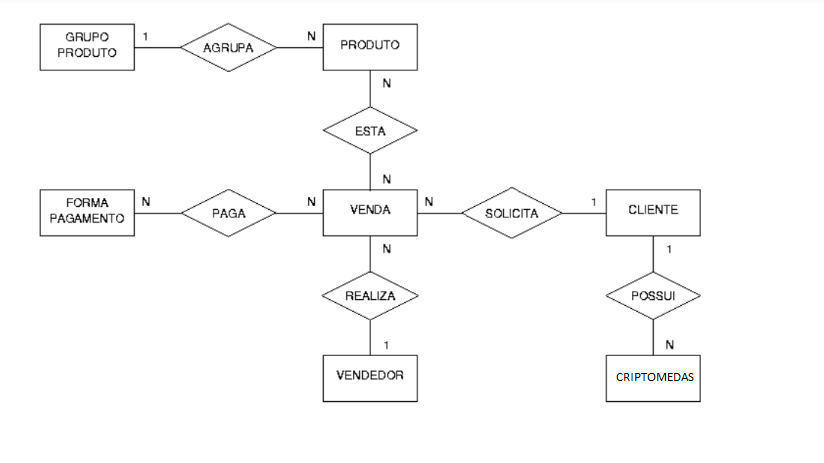 GRUPO
PRODUTO
1
AGRUPA
N
PRODUTO
N
ESTA
N
FORMA
PAGAMENTO
N
PAGA
N
VENDA
N
SOLICITA
1
CLIENTE
N
1
REALIZA
POSSUI
1
N
VENDEDOR
CRIPTOMEDAS